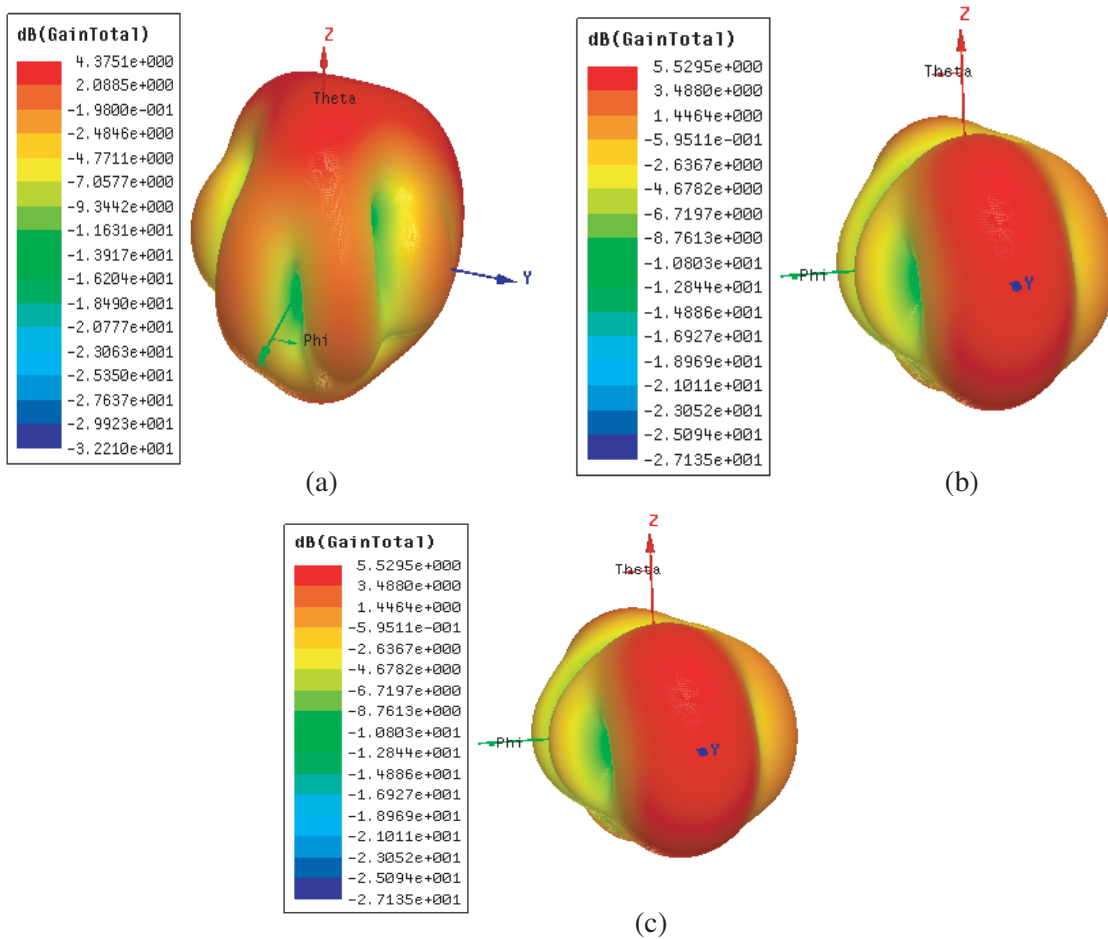 dB(GainTotal)
4.3751e+000
2.0885e+000
-1.9800e-001
-2.4846e+000
-4.7711e+000
-7.0577e+000
-9.3442e+000
-1.1631e+001
-1.3917e+001
-1.6204e+001
-1.8490e+001
-2.0777e+001
-2.3063e+001
-2.5350e+001
-2.7637e+001
-2.9923e+001
-3.2210e+001
Z
Theta
Y
Phi
(a)
dB(GainTotal)
5.5295e+000
3.4880e+000
1.4464e+000
-5.9511e-001
-2.6367e+000
-4.6782e+000
-6.7197e+000
-8.7613e+000
-1.0803e+001
-1.2844e+001
-1.4886e+001
-1.6927e+001
-1.8969e+001
-2.1011e+001
-2.3052e+001
-2.5094e+001
-2.7135e+001
Z
Theta
Phi
Y
(b)
dB(GainTotal)
5.5295e+000
3.4880e+000
1.4464e+000
-5.9511e-001
-2.6367e+000
-4.6782e+000
-6.7197e+000
-8.7613e+000
-1.0803e+001
-1.2844e+001
-1.4886e+001
-1.6927e+001
-1.8969e+001
-2.1011e+001
-2.3052e+001
-2.5094e+001
-2.7135e+001
Z
Theta
Phi
Y
(c)